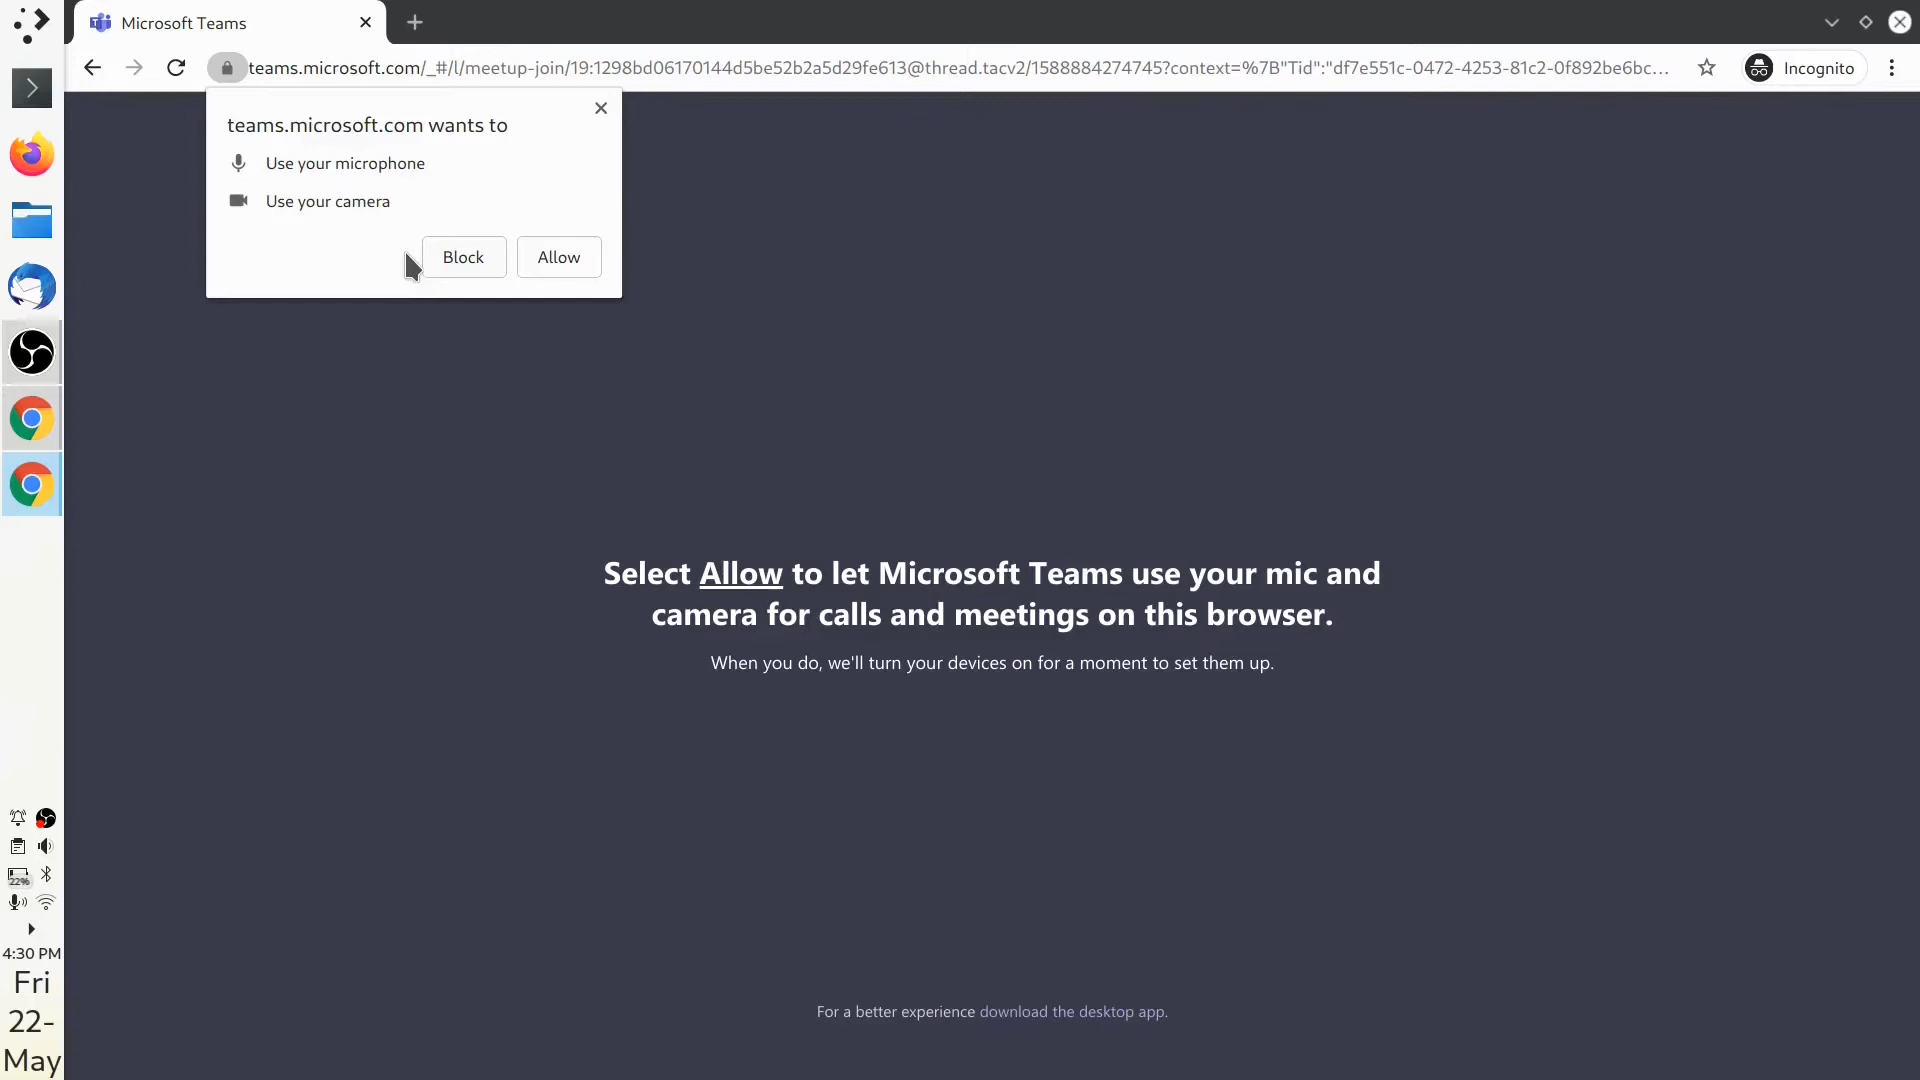 Microsoft Teams
teams.microsoft.com/_#/l/meetup-join/19:1298bd06170144d5be52b2a5d29fe613@thread.tacv2/1588884274745?context=%7B"Tid":"df7e551c-0472-4253-81c2-0f892be6bc...
Incognito
teams.microsoft.com wants to
Use your microphone
Use your camera
Block
Allow
Select Allow to let Microsoft Teams use your mic and
camera for calls and meetings on this browser.
When you do, we'll turn your devices on for a moment to set them up.
For a better experience download the desktop app.
22%
4:30 PM
Fri
22-
May